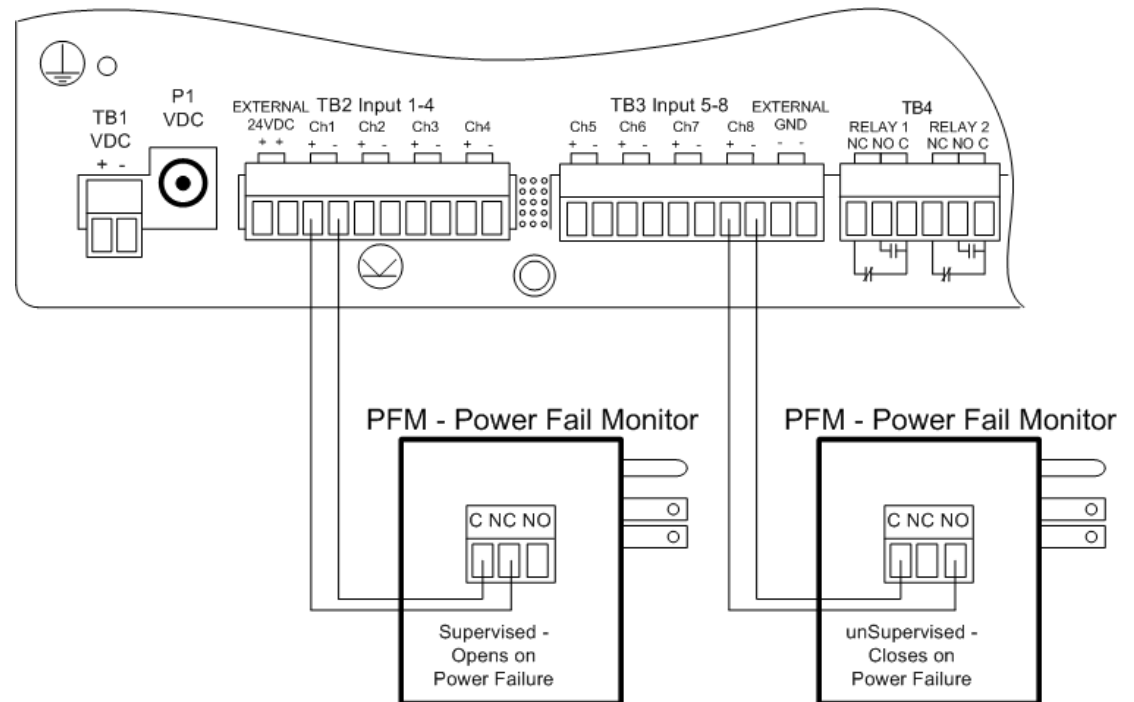 TB1
VDC
+ -
P1
VDC
EXTERNAL
24VDC
+ +
TB2 Input 1-4
Ch1 Ch2 Ch3 Ch4
+ - + - + - + -
TB3 Input 5-8
Ch5 Ch6 Ch7 Ch8
+ - + - + - + -
EXTERNAL
GND
- -
TB4
RELAY 1 RELAY 2
NC NO C NC NO C
PFM - Power Fail Monitor
C NC NO
Supervised -
Opens on
Power Failure
PFM - Power Fail Monitor
C NC NO
unSupervised -
Closes on
Power Failure